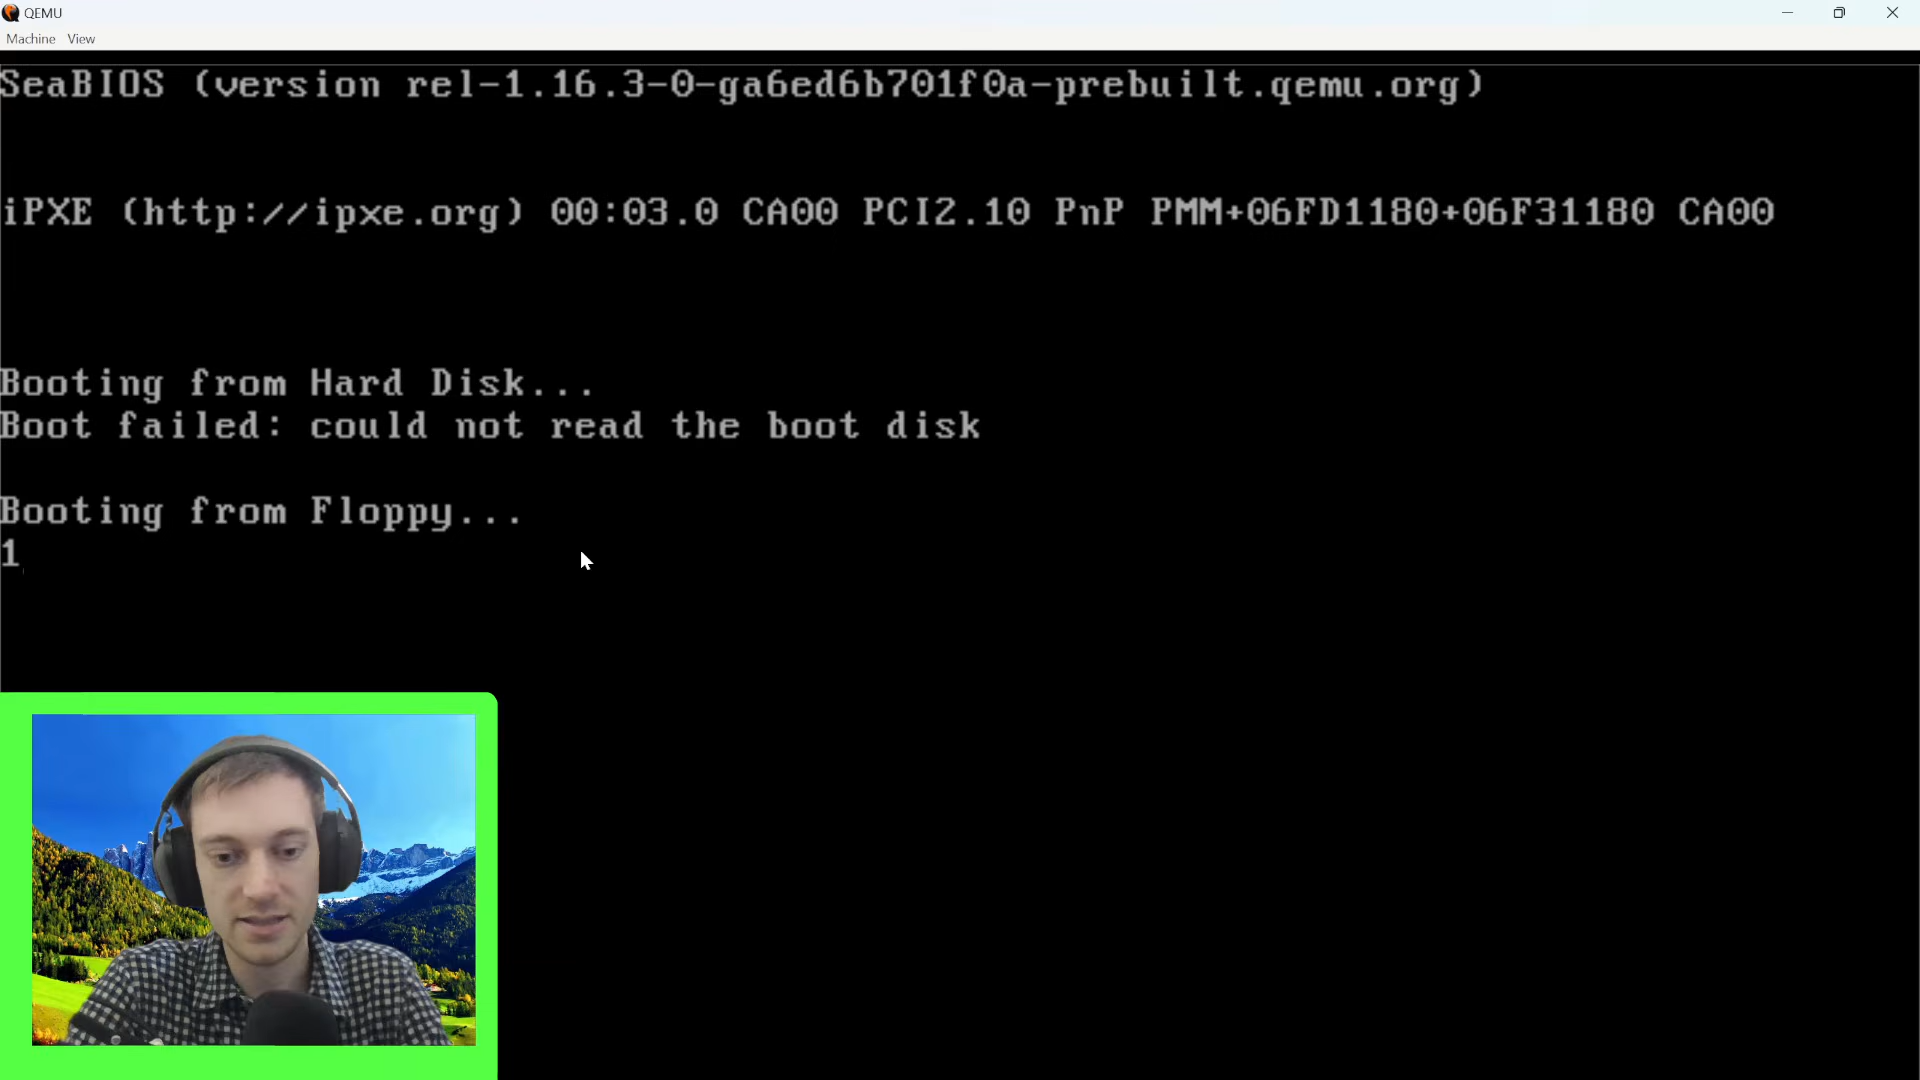 QEMU
Machine View
SeaBIOS (version rel-1.16.3-0-ga6ed6b701f0a-prebuilt.qemu.org)
iPXE (http://ipxe.org) 00:03.0 CA00 PCI2.10 PnP PMM+06FD1180+06F31180 CA00
Booting from Hard Disk...
Boot failed: could not read the boot disk
Booting from Floppy...
1